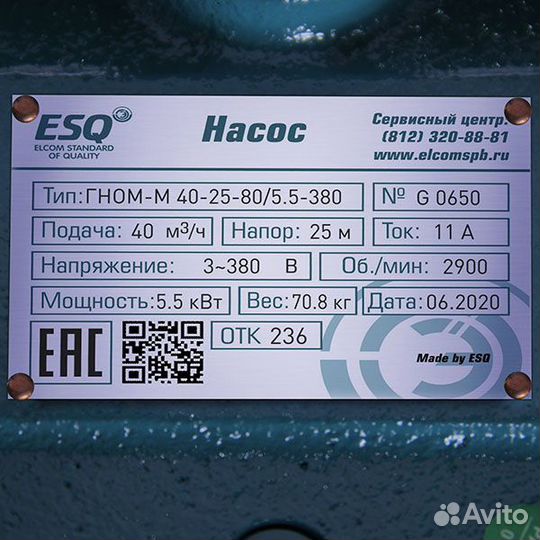 ESQ
ELCOM STANDARD
OF QUALITY
Насос
Сервисный центр:
(812) 320-88-81
www.elcomspb.ru
Тип:ГНОМ-М 40-25-80/5.5-380
№ G 0650
Подача: 40 м³/ч
Напор: 25 м
Ток: 11 А
Напряжение: 3~380 В
Об./мин: 2900
Мощность:5.5 кВт
Вес:70.8 кг
Дата:06.2020
ЕАС
ОТК 236
Made by ESQ
Avito